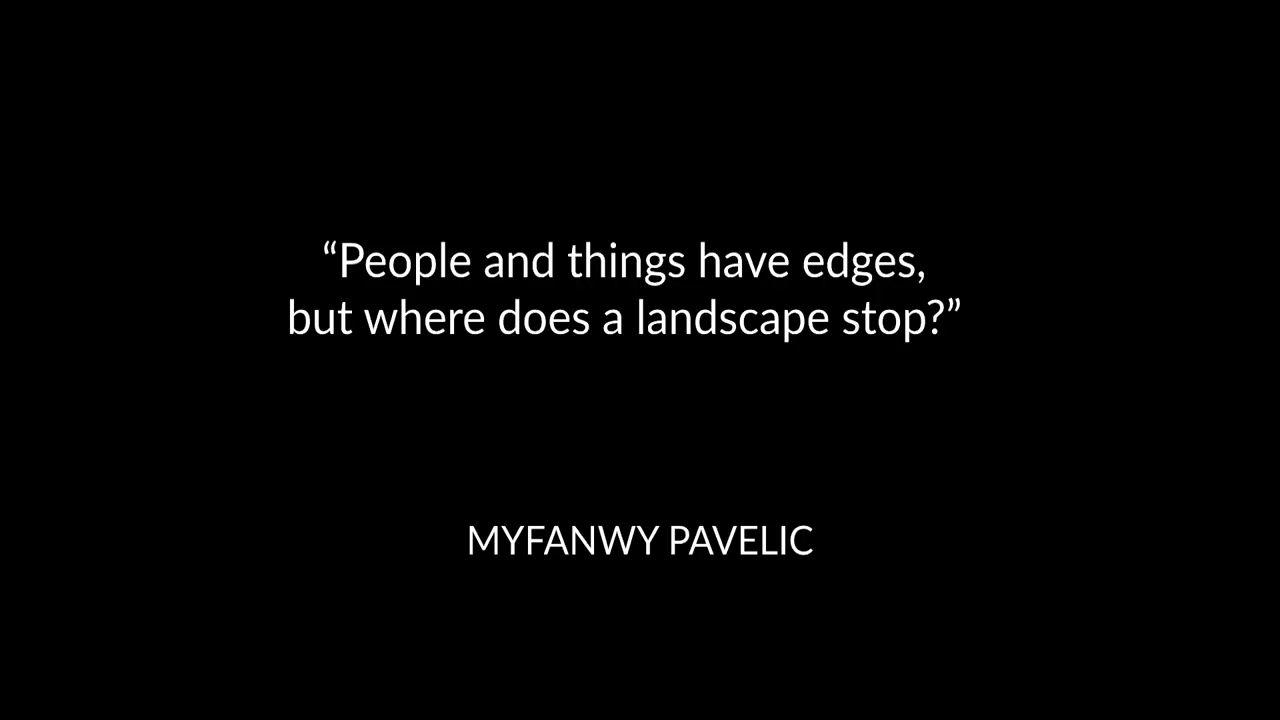 “People and things have edges,
but where does a landscape stop?”
MYFANWY PAVELIC